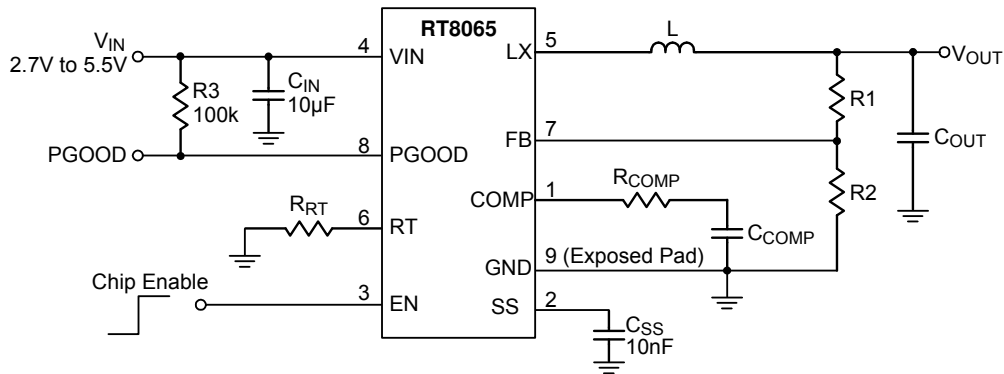 RT8065
VIN
2.7V to 5.5V
4
VIN
LX
5
L
VOUT
R3
100k
CIN
10µF
R1
PGOOD
8
PGOOD
FB
7
COUT
RCOMP
R2
COMP
1
RRT
6
RT
CCOMP
GND
9 (Exposed Pad)
Chip Enable
3
EN
SS
2
CSS
10nF